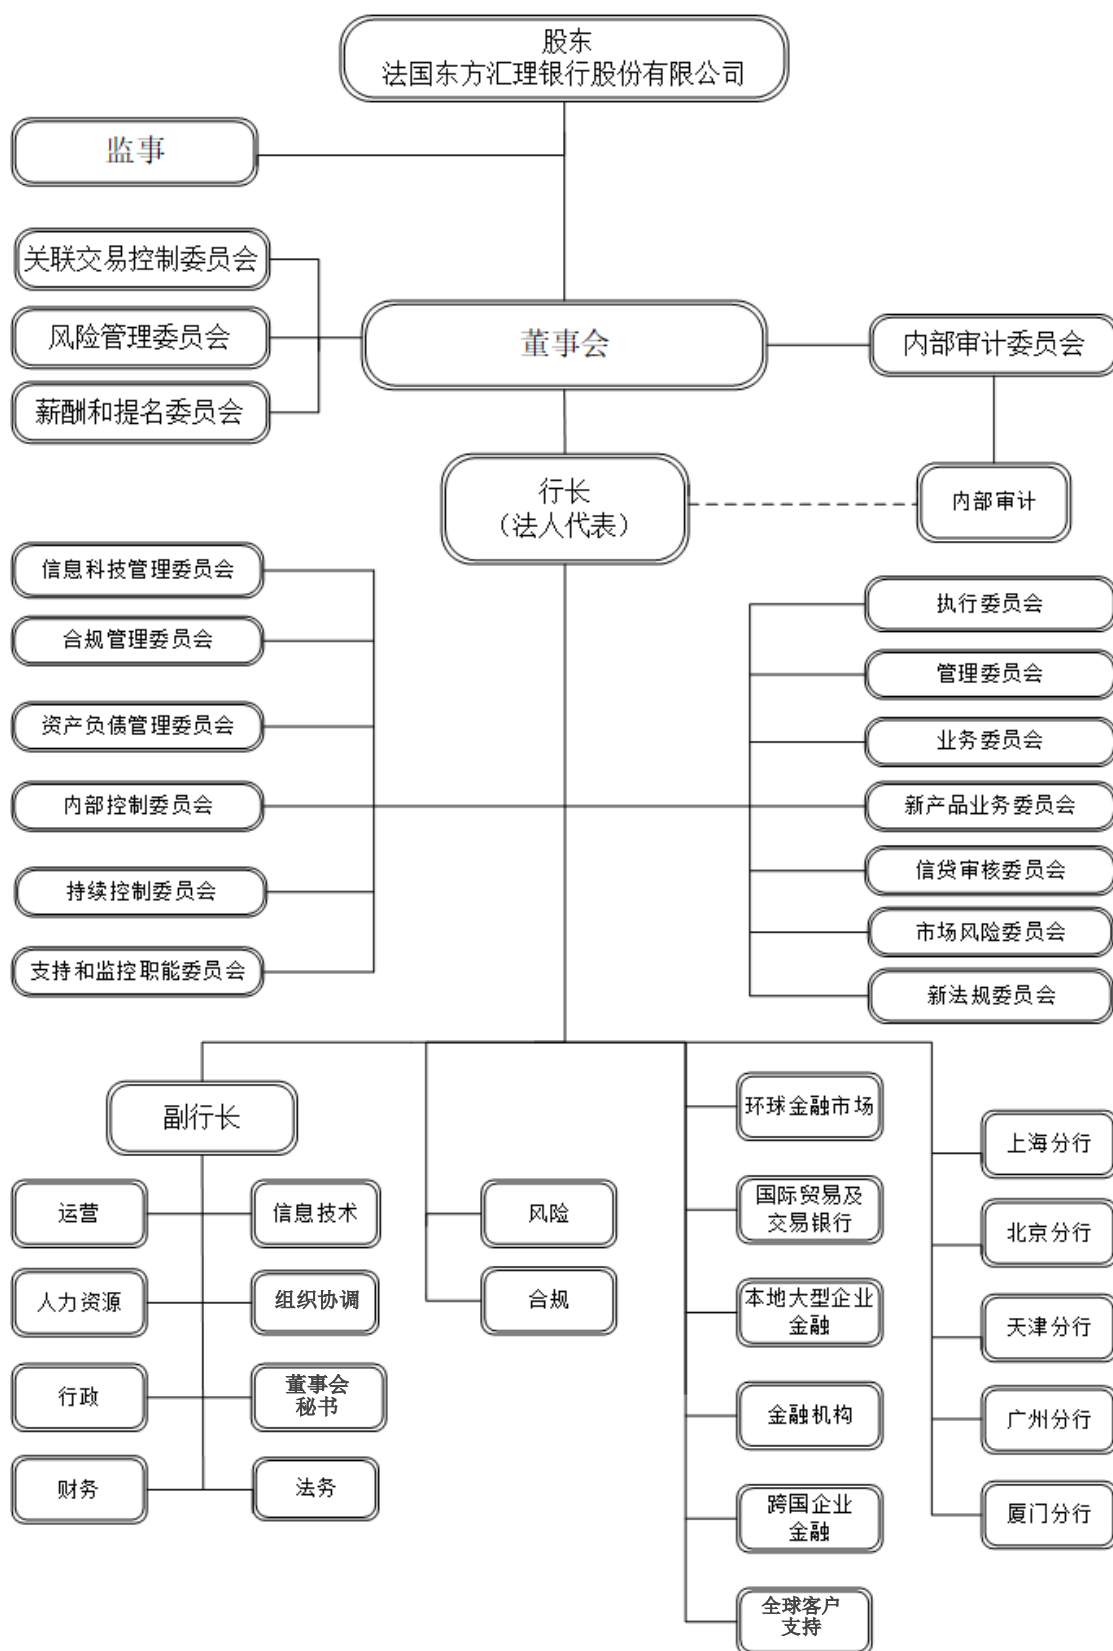 股东
法国东方汇理银行股份有限公司
监事
关联交易控制委员会
风险管理委员会
薪酬和提名委员会
董事会
内部审计委员会
行长
（法人代表）
内部审计
信息科技管理委员会
合规管理委员会
资产负债管理委员会
内部控制委员会
持续控制委员会
支持和监控职能委员会
执行委员会
管理委员会
业务委员会
新产品业务委员会
信贷审核委员会
市场风险委员会
新法规委员会
副行长
运营
信息技术
人力资源
组织协调
行政
董事会
秘书
财务
法务
风险
合规
环球金融市场
国际贸易及
交易银行
本地大型企业
金融
金融机构
跨国企业
金融
全球客户
支持
上海分行
北京分行
天津分行
广州分行
厦门分行